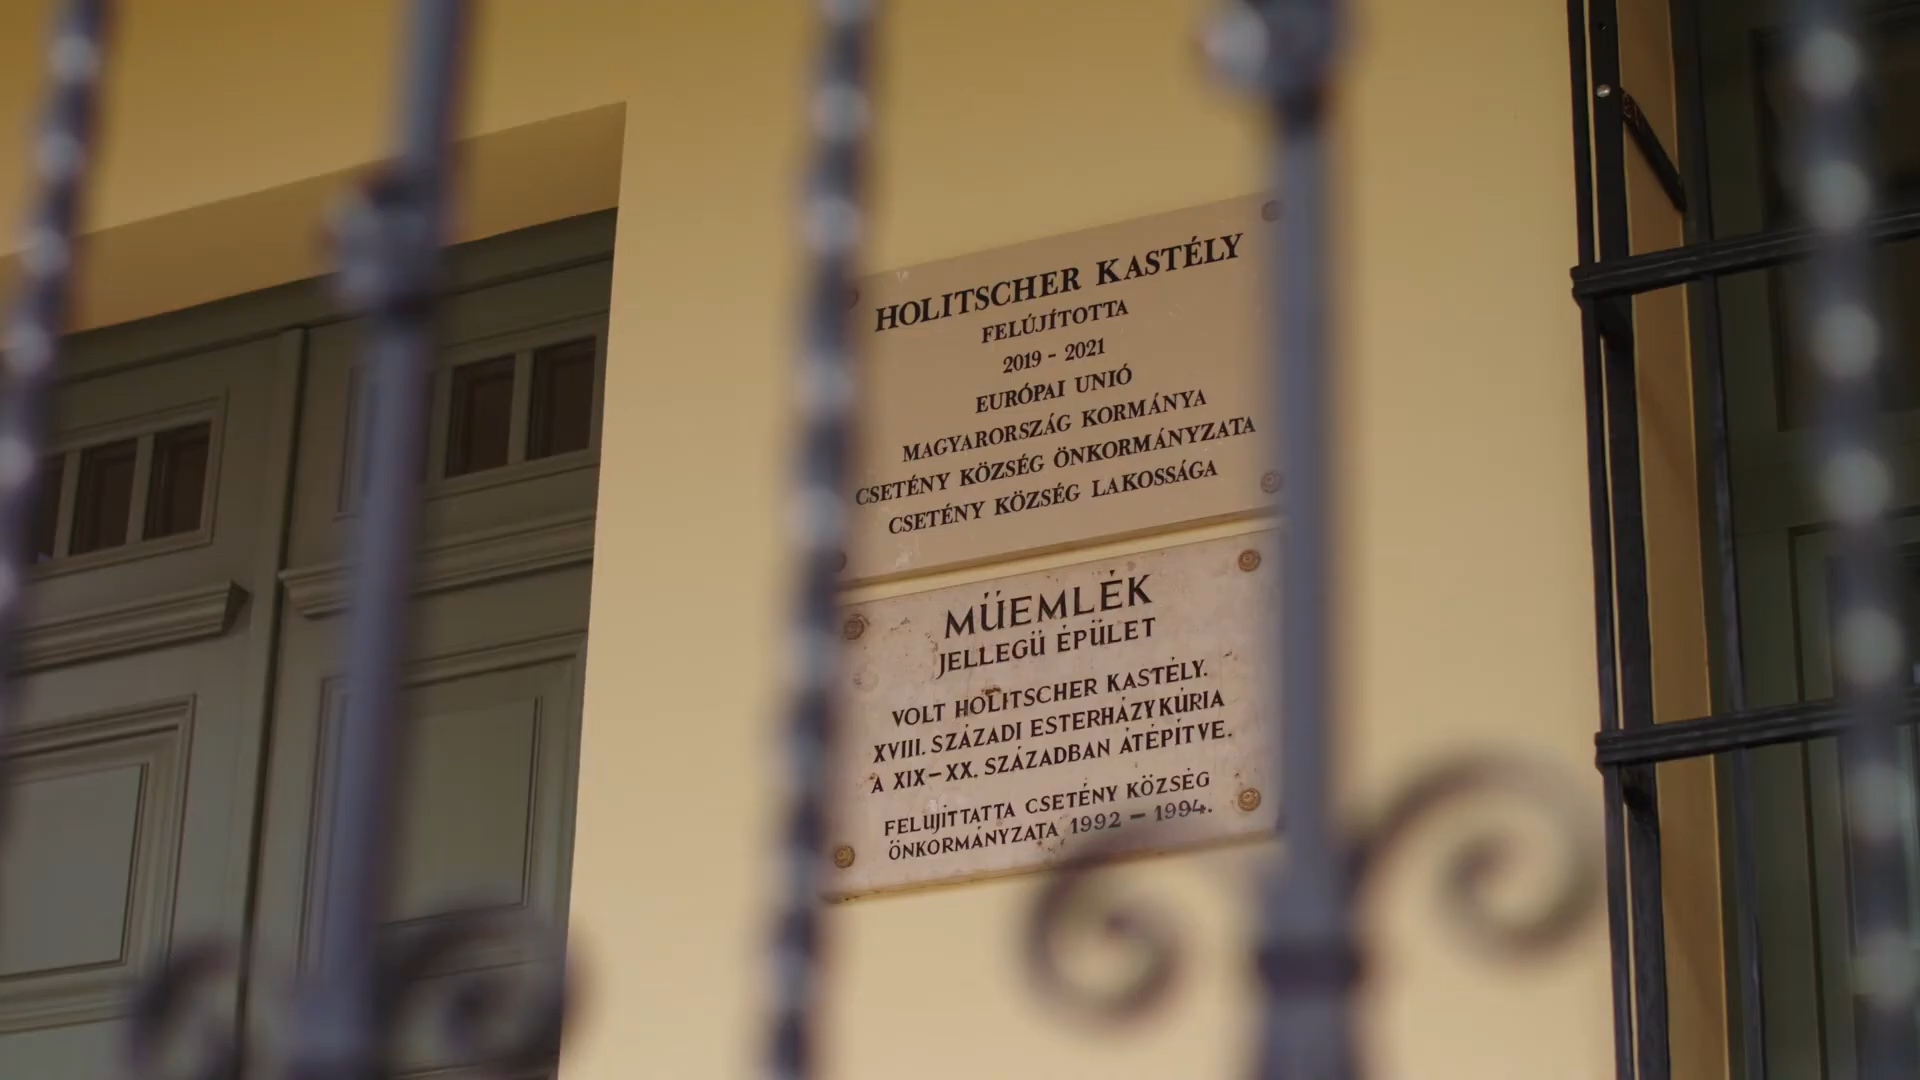 HOLITSCHER KASTÉLY
FELÚJÍTOTTA
2019 - 2021
EURÓPAI UNIÓ
MAGYARORSZÁG KORMÁNYA
CSETÉNY KÖZSÉG ÖNKORMÁNYZATA
CSETÉNY KÖZSÉG LAKOSSÁGA
MŰEMLÉK
JELLEGŰ ÉPÜLET
VOLT HOLITSCHER KASTÉLY.
XVIII. SZÁZADI ESTERHÁZY KÚRIA
A XIX–XX. SZÁZADBAN ÁTÉPÍTVE.
FELÚJÍTTATTA CSETÉNY KÖZSÉG
ÖNKORMÁNYZATA 1992 – 1994.